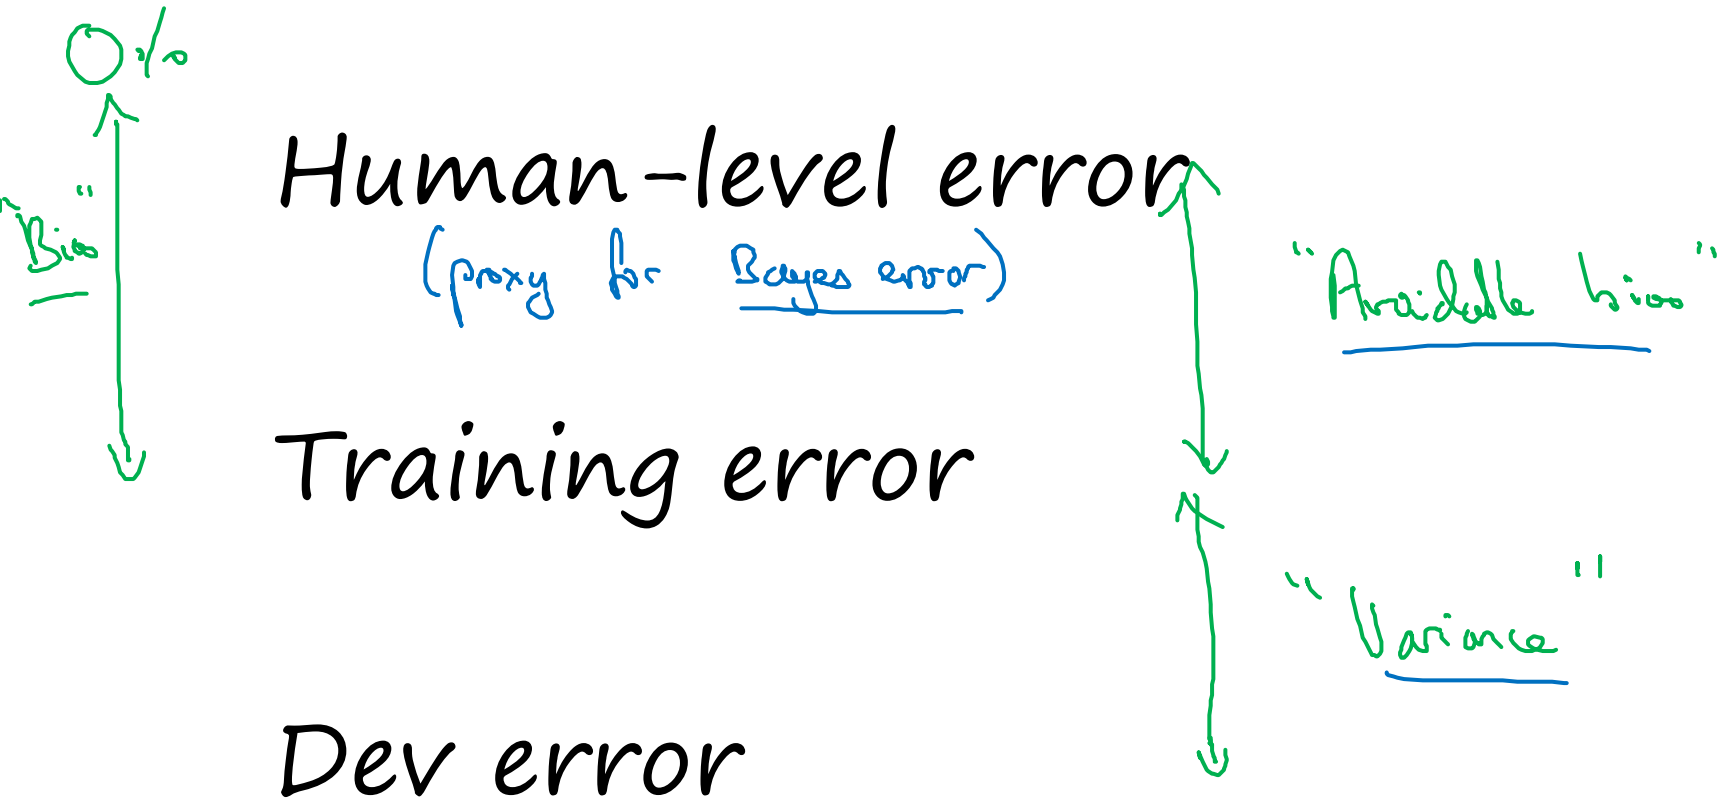 0%
Human-level error
"Bias"
(proxy for Bayes error)
"Avoidable bias"
Training error
"Variance"
Dev error